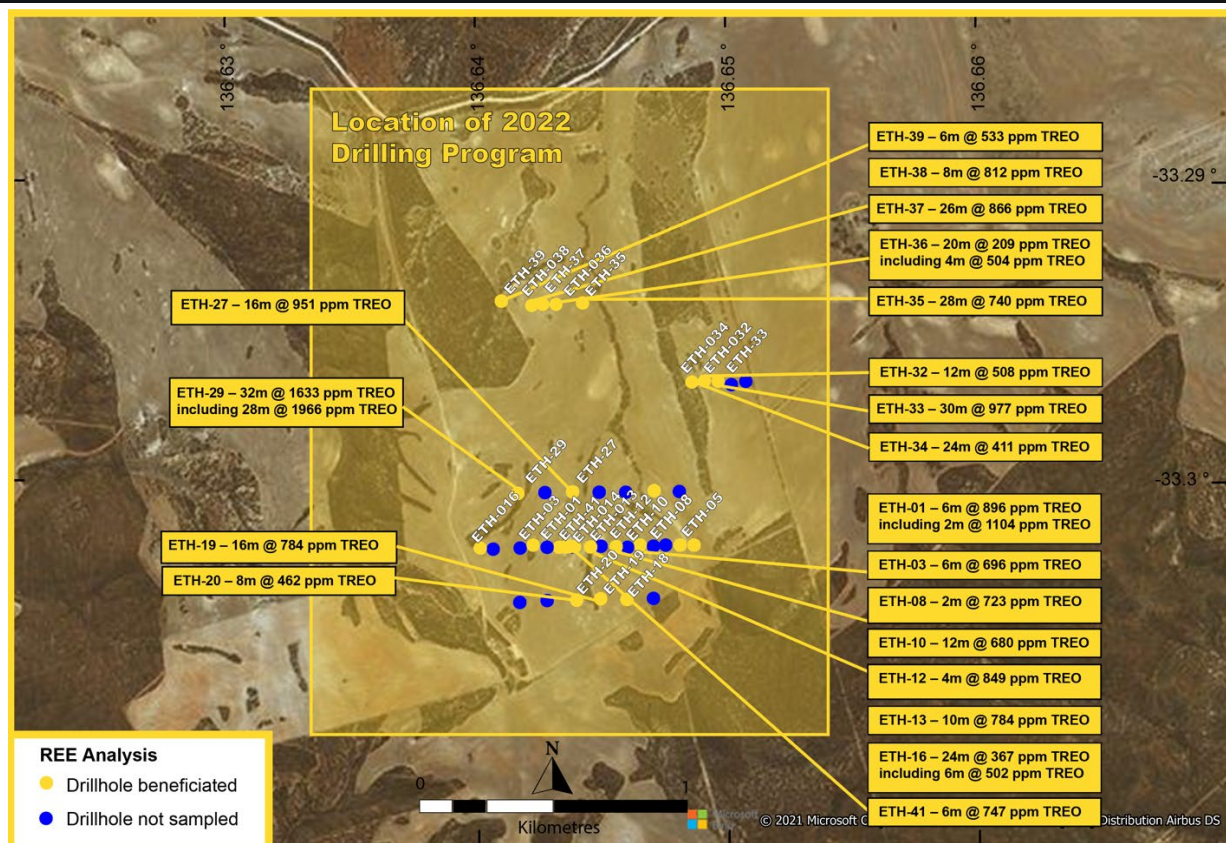 136.63 °
136.64 °
136.65 °
136.66 °
Location of 2022
Drilling Program
-33.29 °
-33.3 °
ETH-39 – 6m @ 533 ppm TREO
ETH-38 – 8m @ 812 ppm TREO
ETH-37 – 26m @ 866 ppm TREO
ETH-36 – 20m @ 209 ppm TREO
including 4m @ 504 ppm TREO
ETH-35 – 28m @ 740 ppm TREO
ETH-32 – 12m @ 508 ppm TREO
ETH-33 – 30m @ 977 ppm TREO
ETH-34 – 24m @ 411 ppm TREO
ETH-01 – 6m @ 896 ppm TREO
including 2m @ 1104 ppm TREO
ETH-03 – 6m @ 696 ppm TREO
ETH-08 – 2m @ 723 ppm TREO
ETH-10 – 12m @ 680 ppm TREO
ETH-12 – 4m @ 849 ppm TREO
ETH-13 – 10m @ 784 ppm TREO
ETH-16 – 24m @ 367 ppm TREO
including 6m @ 502 ppm TREO
ETH-41 – 6m @ 747 ppm TREO
ETH-27 – 16m @ 951 ppm TREO
ETH-29 – 32m @ 1633 ppm TREO
including 28m @ 1966 ppm TREO
ETH-19 – 16m @ 784 ppm TREO
ETH-20 – 8m @ 462 ppm TREO
ETH-39
ETH-038
ETH-37
ETH-036
ETH-35
ETH-034
ETH-032
ETH-33
ETH-29
ETH-27
ETH-016
ETH-03
ETH-01
ETH-41
ETH-014
ETH-013
ETH-12
ETH-10
ETH-08
ETH-05
ETH-20
ETH-19
ETH-18
REE Analysis
Drillhole beneficiated
Drillhole not sampled
N
0
1
Kilometres
Microsoft
© 2021 Microsoft
Distribution Airbus DS